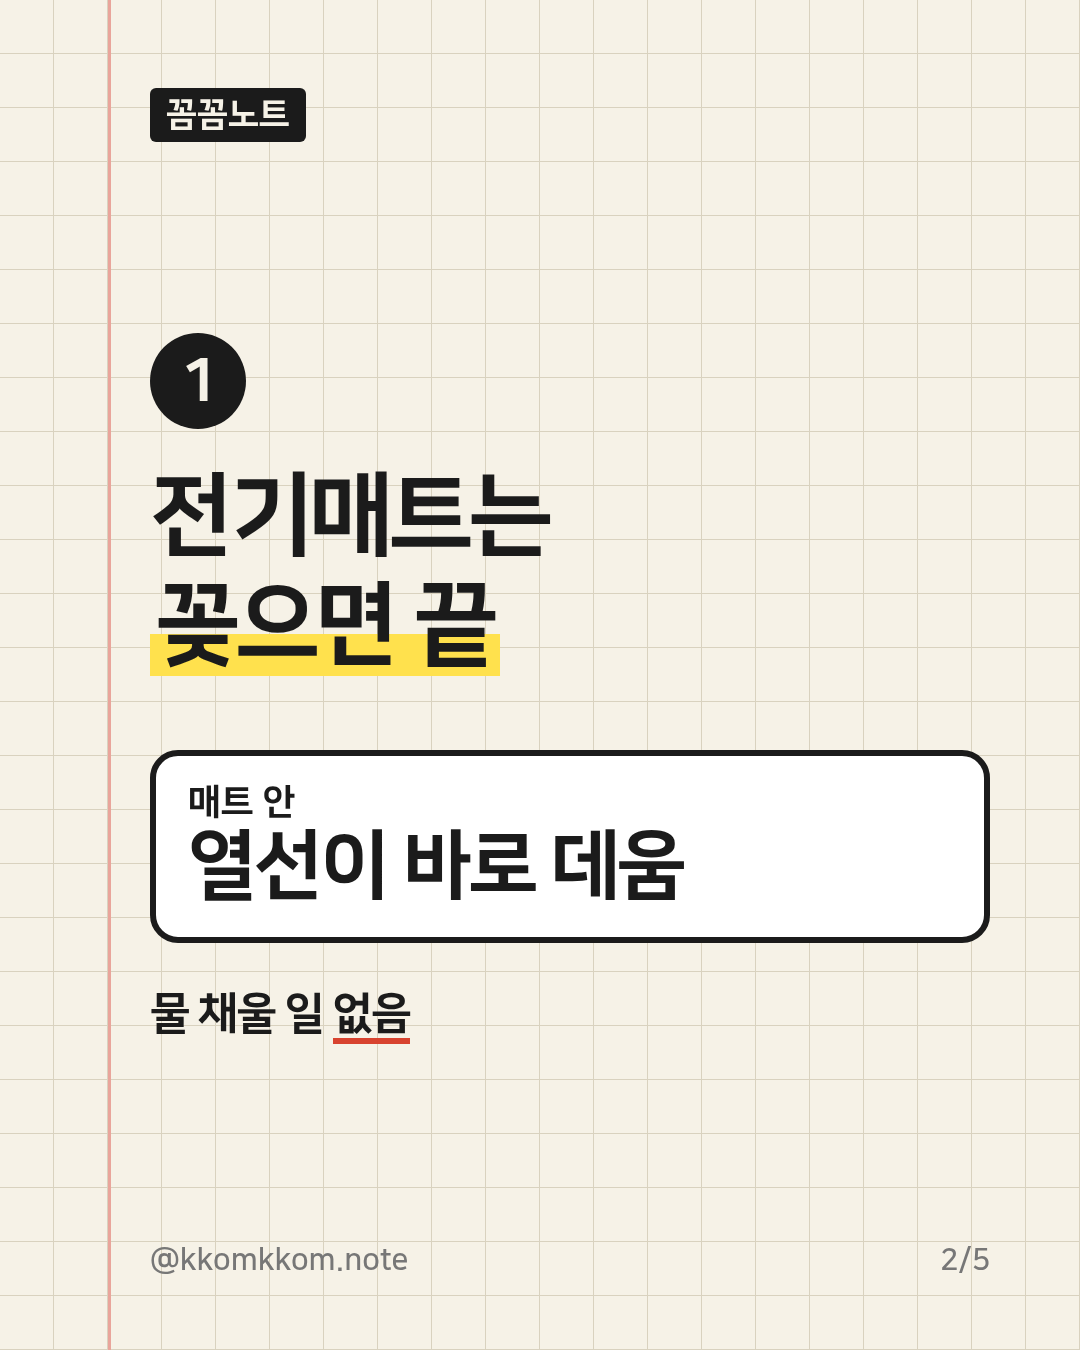 꼼꼼노트
1
전기매트는
꽂으면 끝
매트 안
열선이 바로 데움
물 채울 일 없음
@kkomkkom.note
2/5